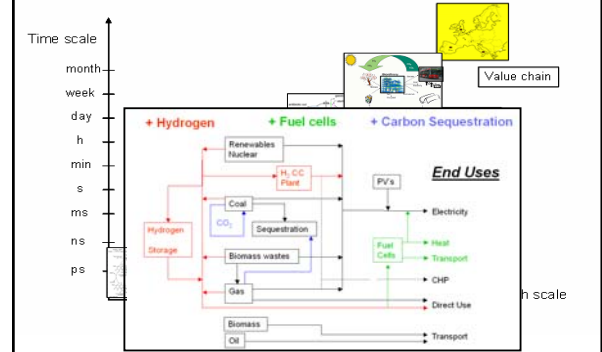 Time scale
month
week
day
h
min
s
ms
ns
ps
Value chain
h scale
+ Hydrogen
+ Fuel cells
+ Carbon Sequestration
Renewables
Nuclear
H2 CC
Plant
PV's
End Uses
Coal
CO2
Sequestration
Electricity
Hydrogen
Storage
Fuel
Cells
Heat
Transport
Biomass wastes
CHP
Gas
Direct Use
Biomass
Oil
Transport